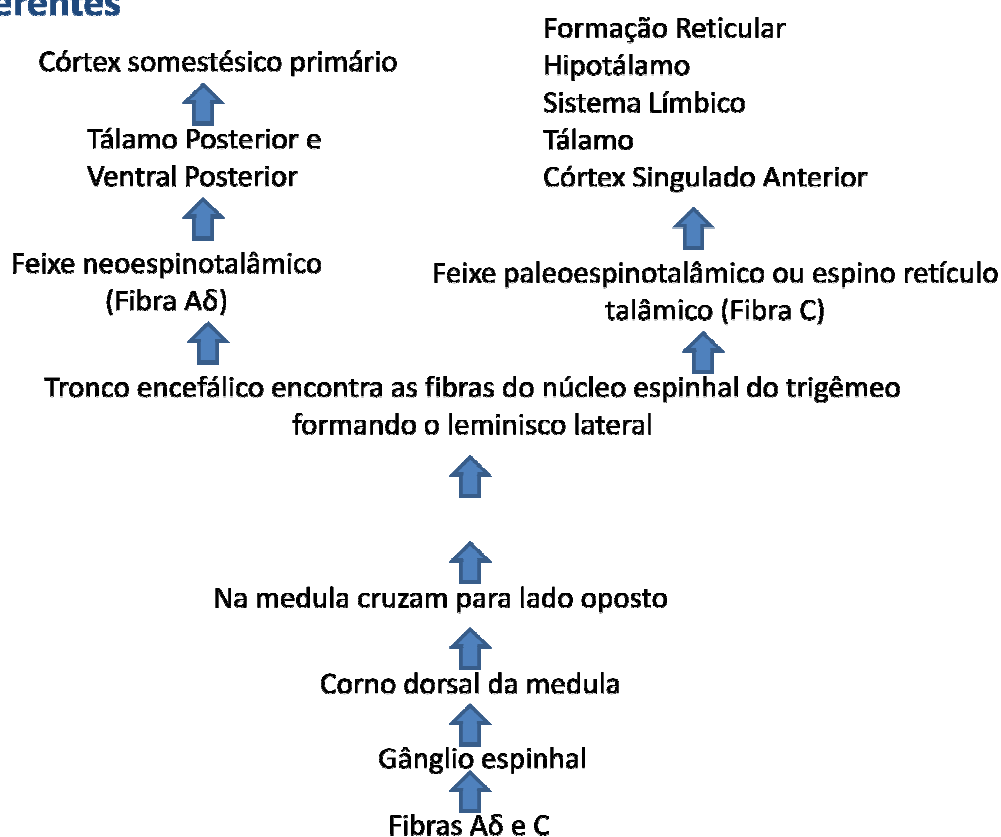 Córtex somestésico primário
Tálamo Posterior e
Ventral Posterior
Feixe neoespinotalâmico
(Fibra Aδ)
Formação Reticular
Hipotálamo
Sistema Límbico
Tálamo
Córtex Singulado Anterior
Feixe paleoespinotalâmico ou espino retículo
talâmico (Fibra C)
Tronco encefálico encontra as fibras do núcleo espinhal do trigêmeo
formando o leminisco lateral
Na medula cruzam para lado oposto
Corno dorsal da medula
Gânglio espinhal
Fibras Aδ e C